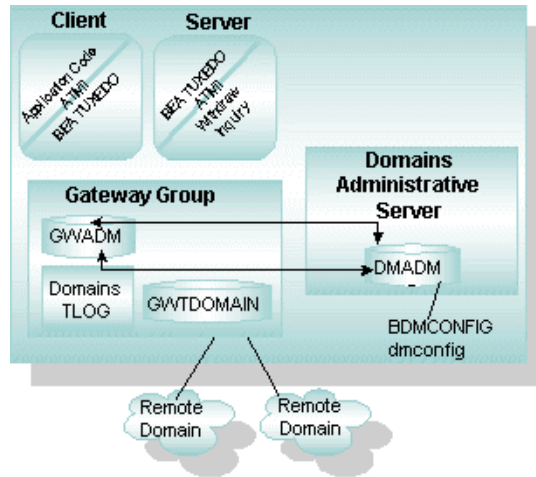 Client
Server
Application Code
ATMI
BEA TUXEDO
BEA TUXEDO
ATMI
Withdraw
Inquiry
Domains
Administrative
Server
Gateway Group
GWADM
DMADM
Domains
TLOG
GWTDOMAIN
BDMCONFIG
dmconfig
Remote
Domain
Remote
Domain